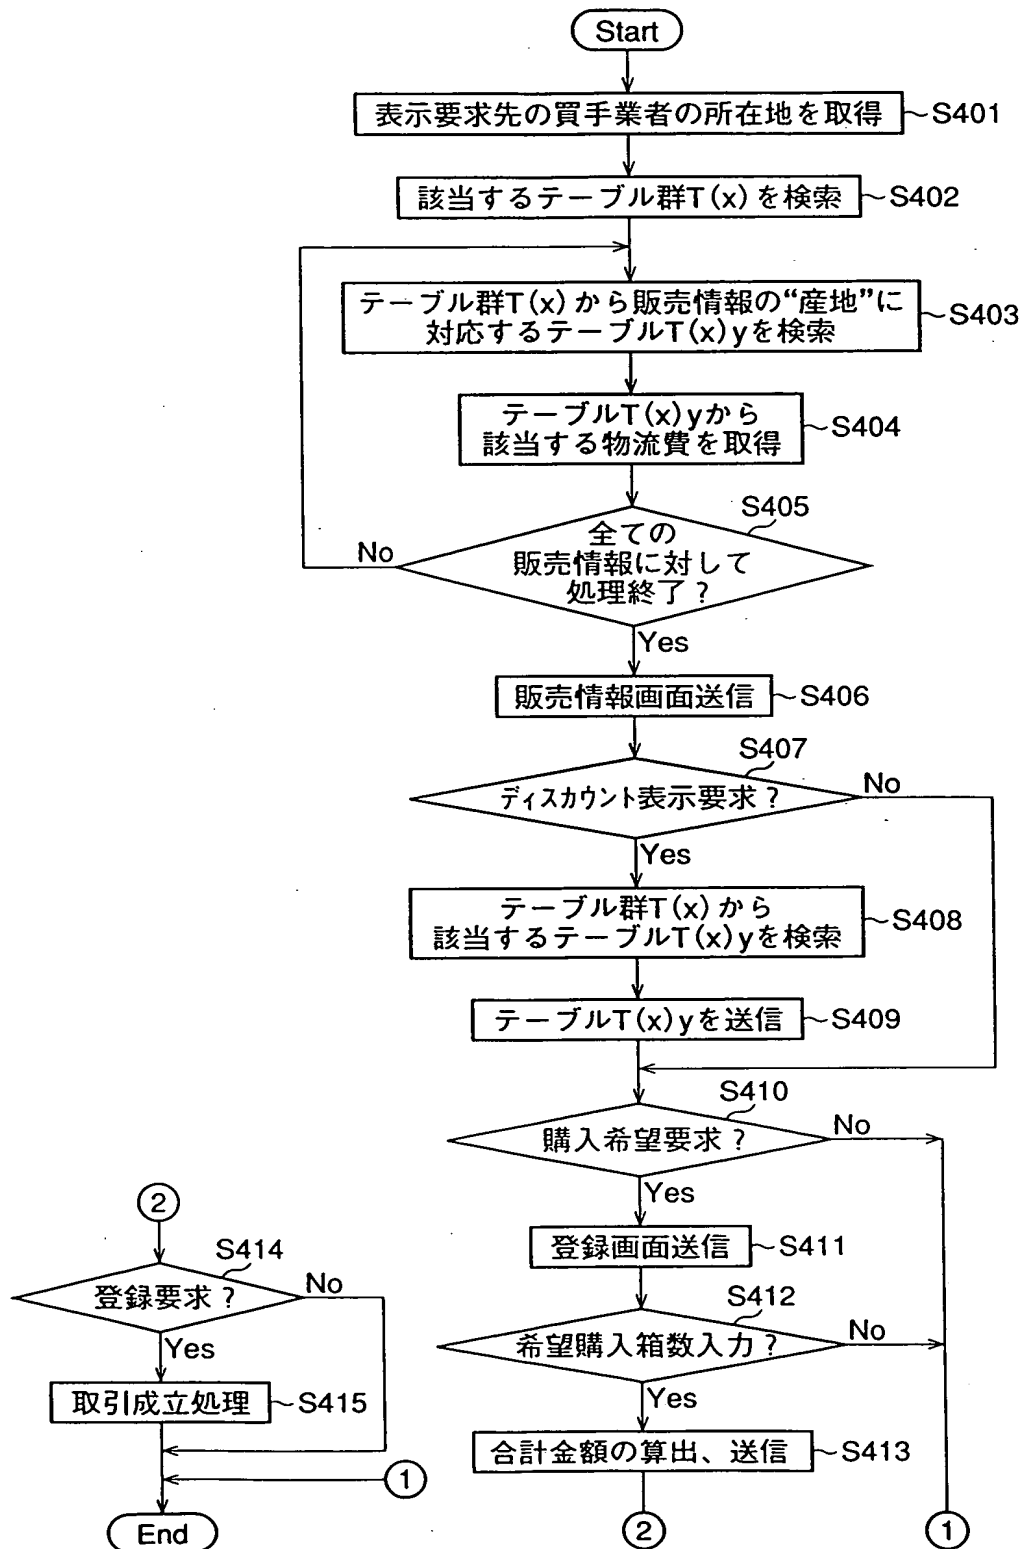 Start
表示要求先の買手業者の所在地を取得
S401
該当するテーブル群T(x)を検索
S402
テーブル群T(x)から販売情報の“産地”に
対応するテーブルT(x)yを検索
S403
テーブルT(x)yから
該当する物流費を取得
S404
S405
全ての
販売情報に対して
処理終了?
No
Yes
販売情報画面送信
S406
S407
ディスカウント表示要求?
No
Yes
テーブル群T(x)から
該当するテーブルT(x)yを検索
S408
テーブルT(x)yを送信
S409
S410
購入希望要求?
No
Yes
登録画面送信
S411
S412
希望購入箱数入力?
No
Yes
合計金額の算出、送信
S413
2
1
2
S414
登録要求?
No
Yes
取引成立処理
S415
1
End